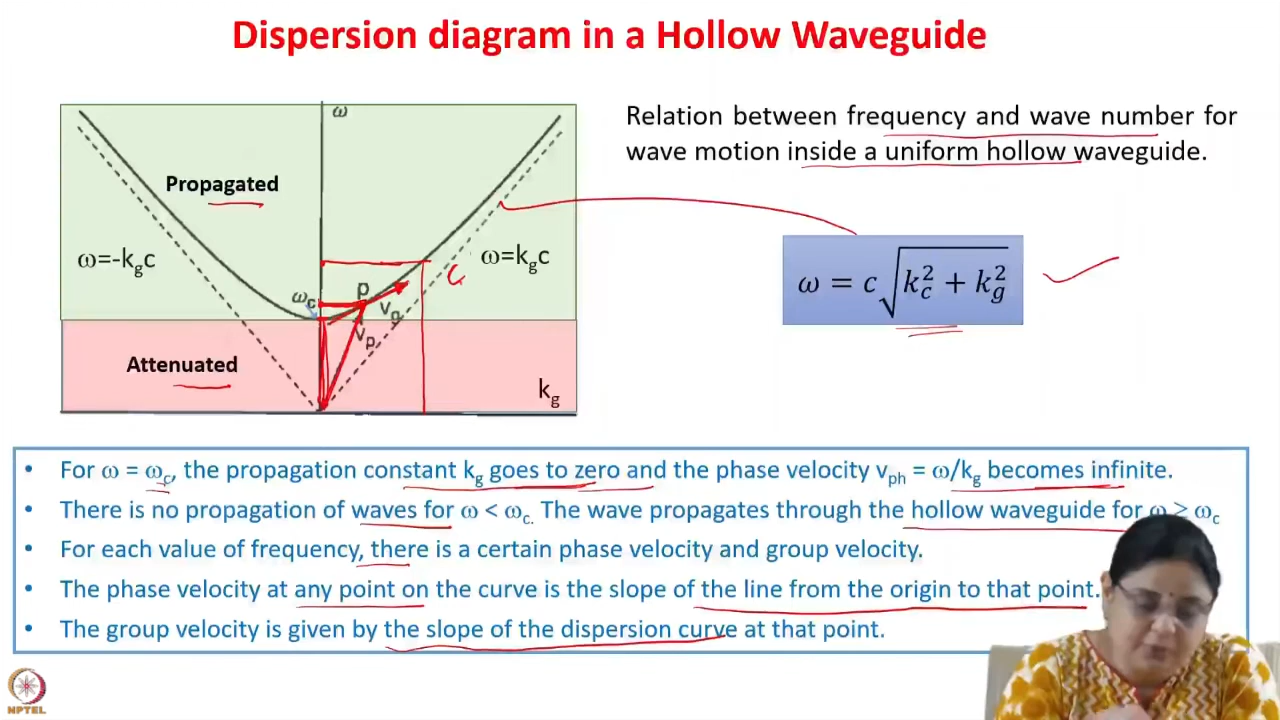 Dispersion diagram in a Hollow Waveguide
ω
Propagated
ω=-k_gc
ω=k_gc
ω_c
p
v_g
v_p
Attenuated
k_g
Relation between frequency and wave number for
wave motion inside a uniform hollow waveguide.
ω = c√(k_c² + k_g²)
• For ω = ω_c, the propagation constant k_g goes to zero and the phase velocity v_ph = ω/k_g becomes infinite.
• There is no propagation of waves for ω < ω_c. The wave propagates through the hollow waveguide for ω ≥ ω_c
• For each value of frequency, there is a certain phase velocity and group velocity.
• The phase velocity at any point on the curve is the slope of the line from the origin to that point.
• The group velocity is given by the slope of the dispersion curve at that point.
NPTEL